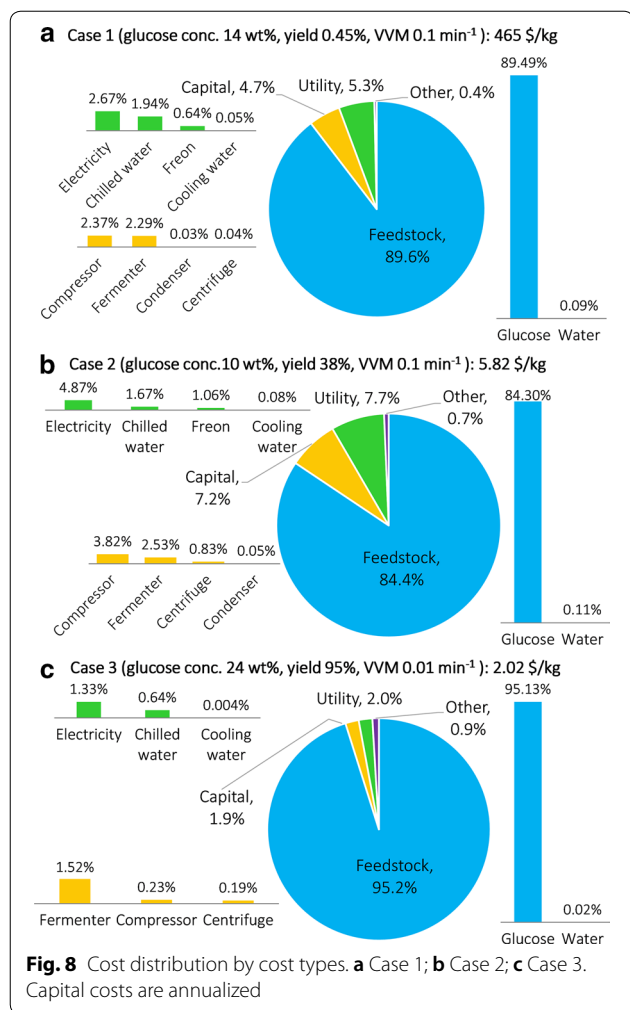 a Case 1 (glucose conc. 14 wt%, yield 0.45%, VVM 0.1 min⁻¹): 465 $/kg
89.49%
Capital, 4.7%
Utility, 5.3%
Other, 0.4%
2.67% 1.94% 0.64% 0.05%
Electricity Chilled water Freon Cooling water
2.37% 2.29% 0.03% 0.04%
Compressor Fermenter Condenser Centrifuge
Feedstock,
89.6%
0.09%
Glucose Water
b Case 2 (glucose conc.10 wt%, yield 38%, VVM 0.1 min⁻¹): 5.82 $/kg
4.87% 1.67% 1.06% 0.08%
Electricity Chilled Freon Cooling
water water
Utility, 7.7%
Other,
0.7%
84.30%
Capital,
7.2%
3.82% 2.53% 0.83% 0.05%
Compressor Fermenter Centrifuge Condenser
Feedstock,
84.4%
0.11%
Glucose Water
c Case 3 (glucose conc. 24 wt%, yield 95%, VVM 0.01 min⁻¹): 2.02 $/kg
1.33% 0.64% 0.004%
Electricity Chilled Cooling
water water
Utility, 2.0%
Other,
0.9%
95.13%
Capital,
1.9%
1.52% 0.23% 0.19%
Fermenter Compressor Centrifuge
Feedstock,
95.2%
0.02%
Glucose Water
Fig. 8 Cost distribution by cost types. a Case 1; b Case 2; c Case 3.
Capital costs are annualized